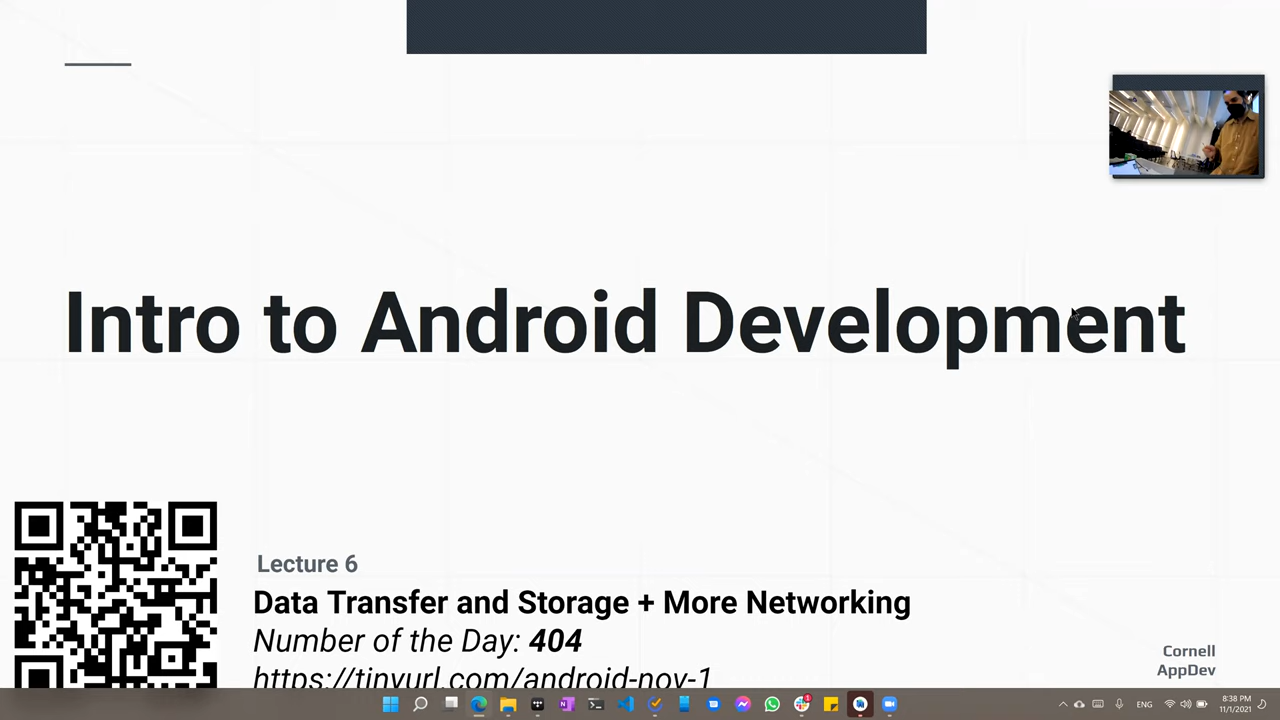 Intro to Android Development
Lecture 6
Data Transfer and Storage + More Networking
Number of the Day: 404
https://tinyurl.com/android-nov-1
Cornell
AppDev
ENG
8:38 PM
11/1/2021